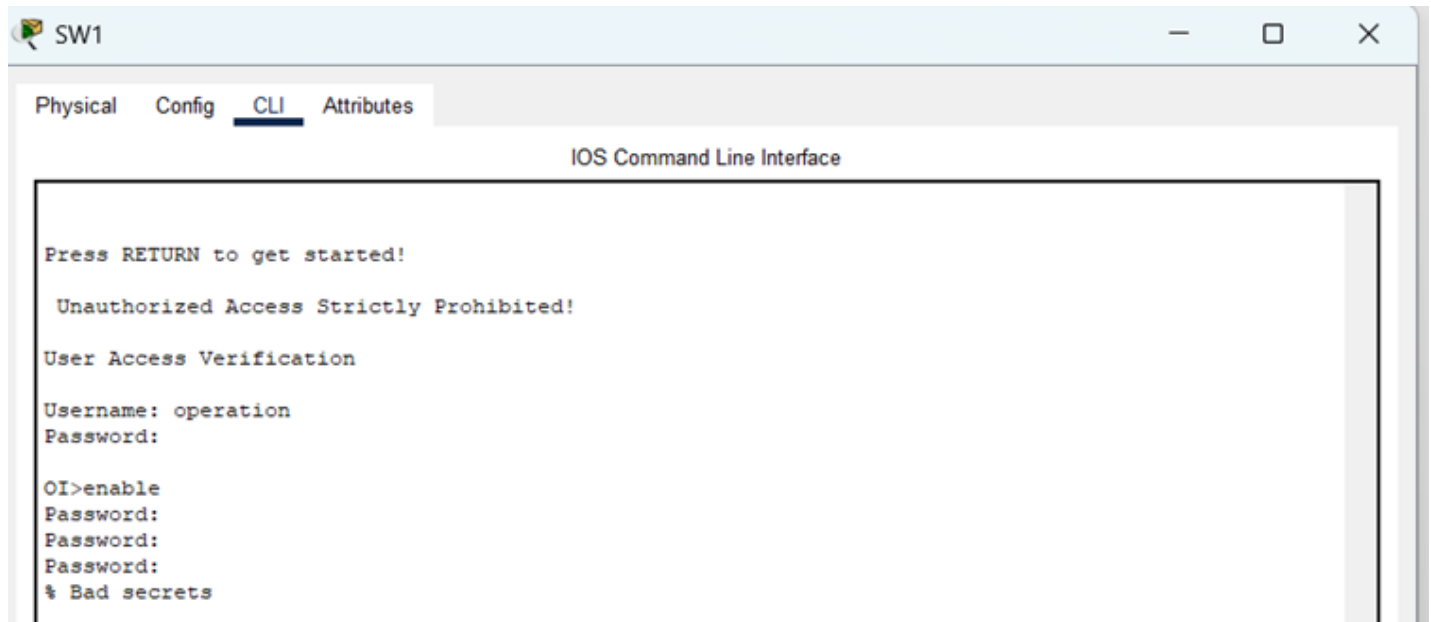 SW1
Physical Config CLI Attributes
IOS Command Line Interface
Press RETURN to get started!
Unauthorized Access Strictly Prohibited!
User Access Verification
Username: operation
Password:
OI>enable
Password:
Password:
Password:
% Bad secrets